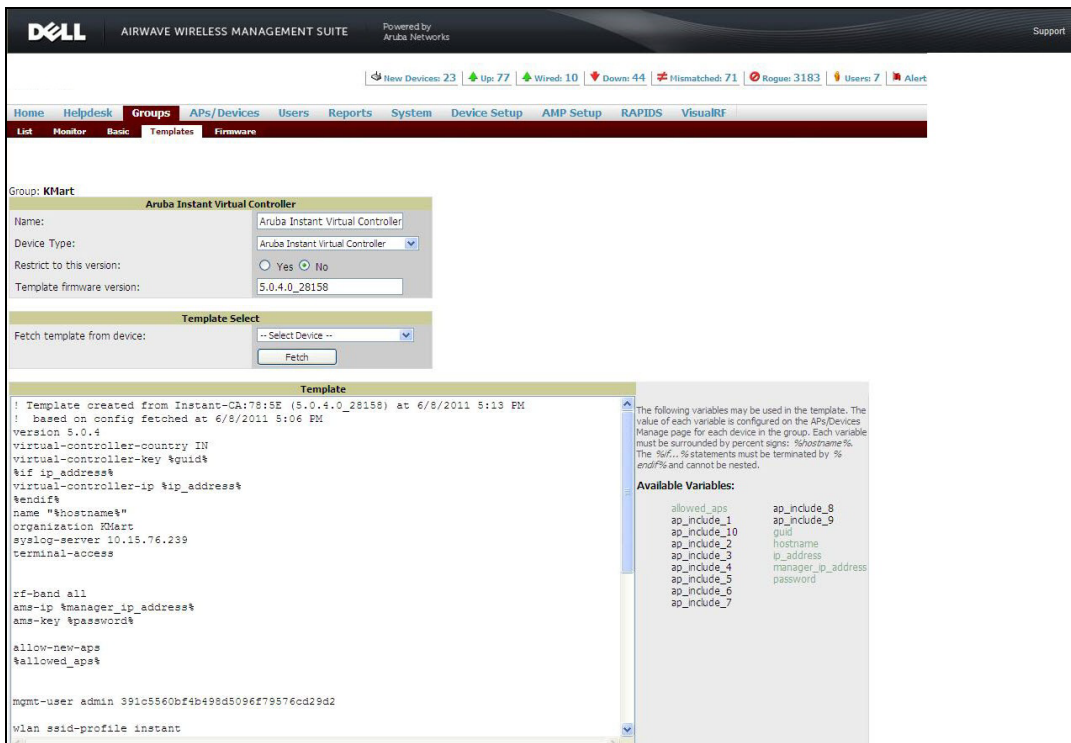 DELL AIRWAVE WIRELESS MANAGEMENT SUITE Powered by Support
Aruba Networks
New Devices: 23 Up: 77 Wired: 10 Down: 44 Mismatched: 71 Rogue: 3183 Users: 7 Alert
Home Helpdesk Groups APs/Devices Users Reports System Device Setup AMP Setup RAPIDS VisualRF
List Monitor Basic Templates Firmware
Group: KMart
Aruba Instant Virtual Controller
Name: Aruba Instant Virtual Controller
Device Type: Aruba Instant Virtual Controller
Restrict to this version: Yes No
Template firmware version: 5.0.4.0_28158
Template Select
Fetch template from device: -- Select Device --
Fetch
Template
! Template created from Instant-CA:78:5E (5.0.4.0_28158) at 6/8/2011 5:13 PM
! based on config fetched at 6/8/2011 5:06 PM
version 5.0.4
virtual-controller-country IN
virtual-controller-key %guid%
%if ip_address%
virtual-controller-ip %ip_address%
%endif%
name "%hostname%"
organization KMart
syslog-server 10.15.76.239
terminal-access
rf-band all
ams-ip %manager_ip_address%
ams-key %password%
allow-new-aps
%allowed_aps%
mgmt-user admin 391c5560bf4b498d5096f79576cd29d2
wlan ssid-profile instant
The following variables may be used in the template. The
value of each variable is configured on the APs/Devices
Manage page for each device in the group. Each variable
must be surrounded by percent signs: %hostname%.
The %if... % statements must be terminated by %
endif% and cannot be nested.
Available Variables:
allowed_aps ap_include_8
ap_include_1 ap_include_9
ap_include_10 guid
ap_include_2 hostname
ap_include_3 ip_address
ap_include_4 manager_ip_address
ap_include_5 password
ap_include_6
ap_include_7